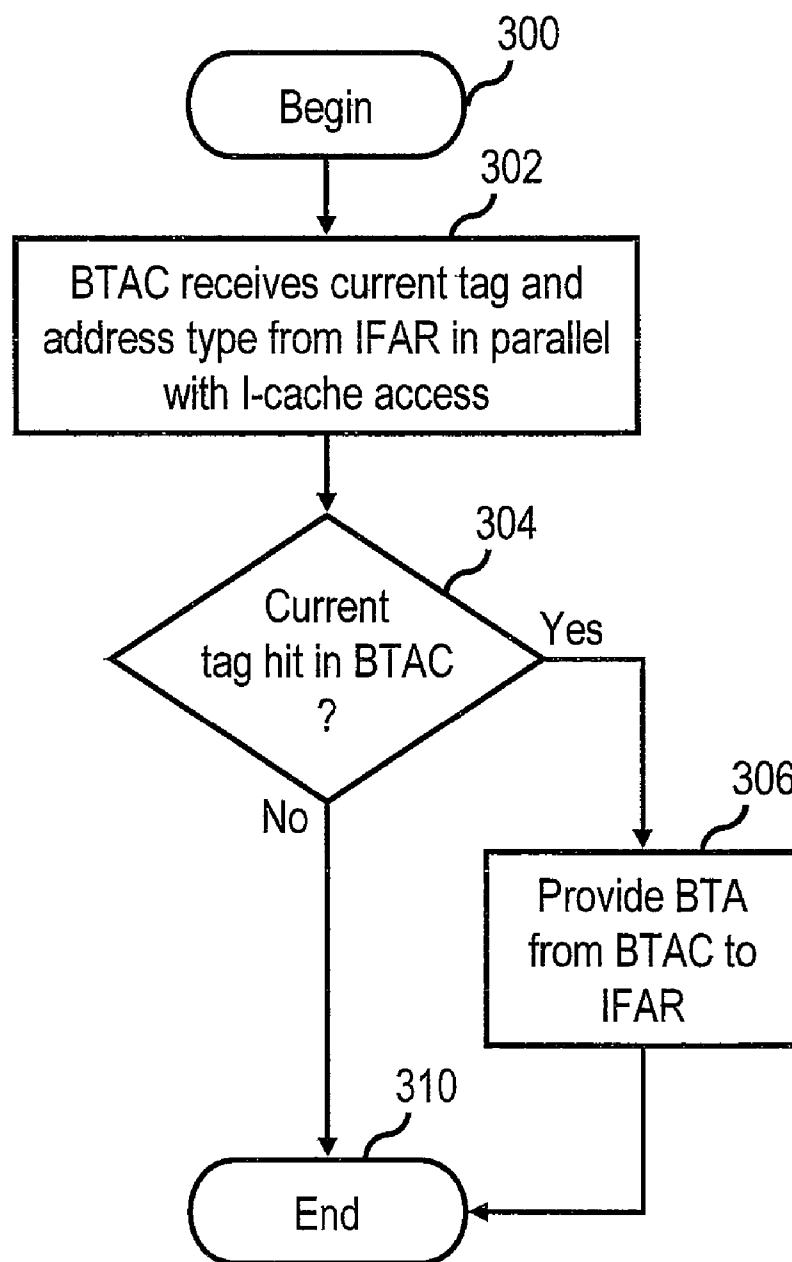 300
Begin
302
BTAC receives current tag and
address type from IFAR in parallel
with I-cache access
304
Current
tag hit in BTAC
?
Yes
No
306
Provide BTA
from BTAC to
IFAR
310
End